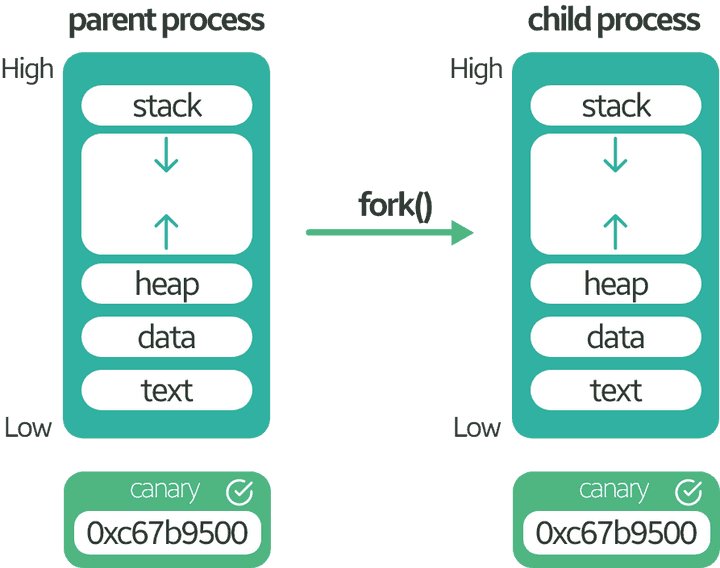 parent process
High
stack
heap
data
text
Low
canary
0xc67b9500
fork()
child process
High
stack
heap
data
text
Low
canary
0xc67b9500